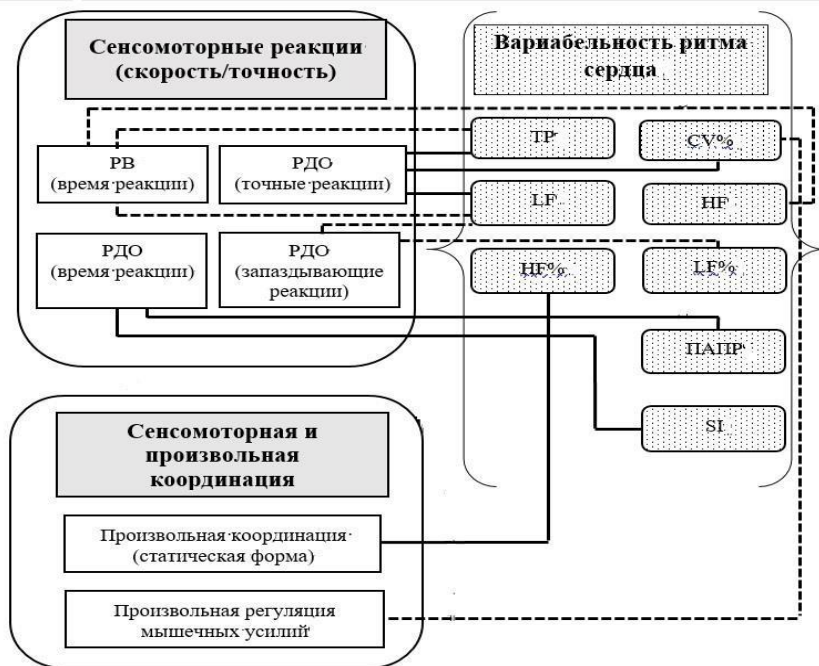 Сенсомоторные реакции
(скорость/точность)
Вариабельность ритма
сердца
РВ
(время реакции)
РДО
(точные реакции)
TP
CV%
LF
HF
РДО
(время реакции)
РДО
(запаздывающие
реакции)
HF%
LF%
ПАПР
SI
Сенсомоторная и
произвольная
координация
Произвольная координация
(статическая форма)
Произвольная регуляция
мышечных усилий